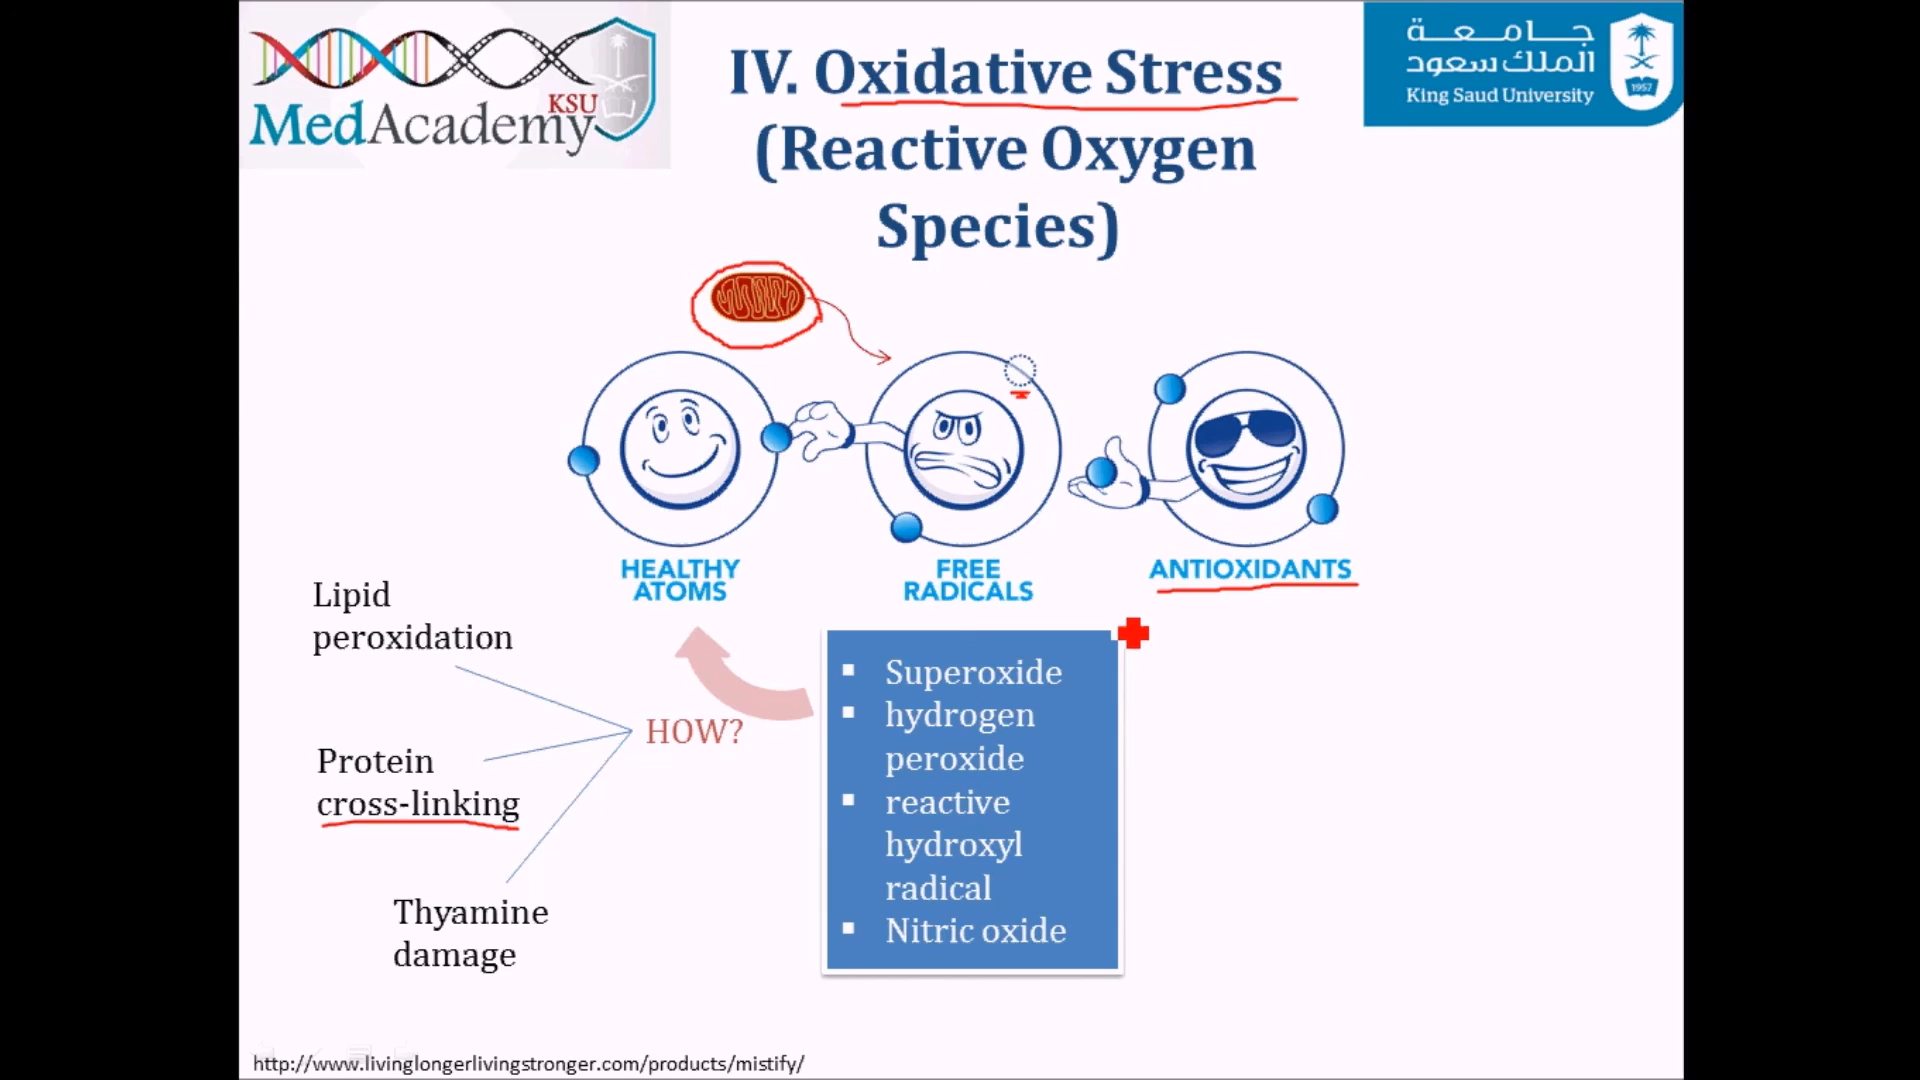 KSU
MedAcademy
IV. Oxidative Stress
(Reactive Oxygen
Species)
جامعة
الملك سعود
King Saud University
1957
HEALTHY
ATOMS
FREE
RADICALS
ANTIOXIDANTS
Lipid
peroxidation
HOW?
Protein
cross-linking
Thyamine
damage
▪ Superoxide
▪ hydrogen
peroxide
▪ reactive
hydroxyl
radical
▪ Nitric oxide
http://www.livinglongerlivingstronger.com/products/mistify/